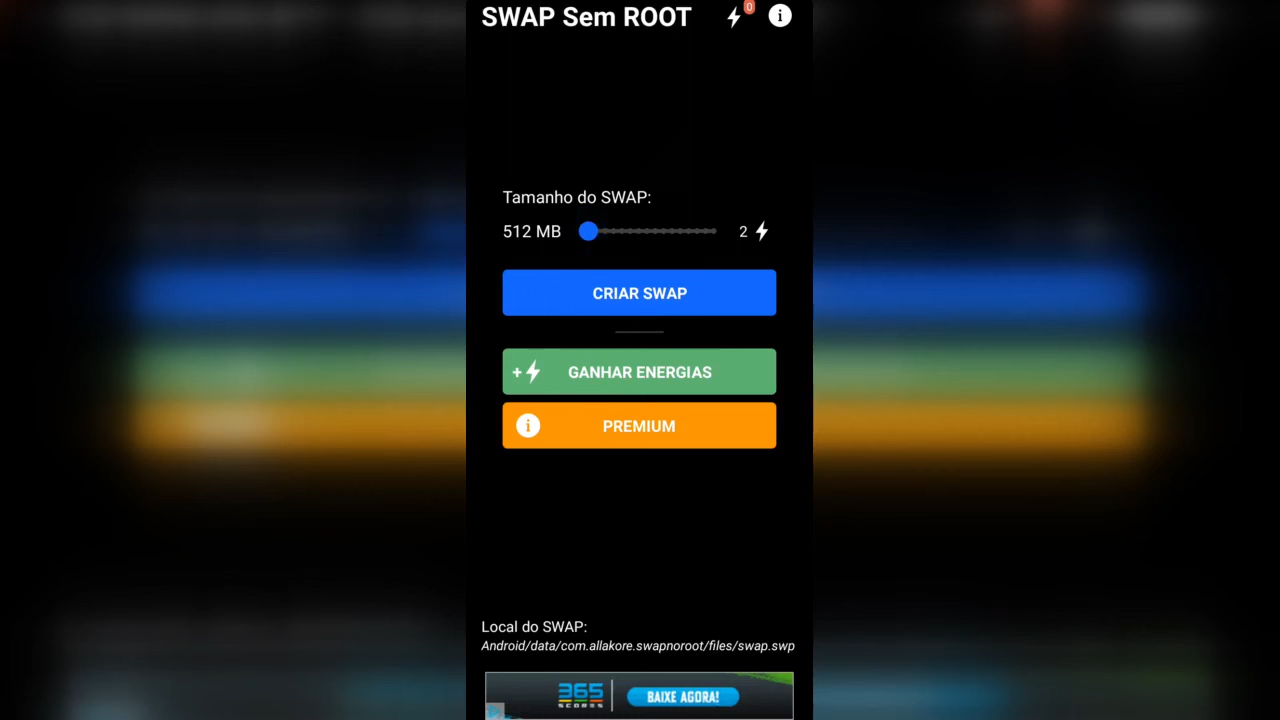 SWAP Sem ROOT
0
i
Tamanho do SWAP:
512 MB
2
CRIAR SWAP
+ GANHAR ENERGIAS
i PREMIUM
Local do SWAP:
Android/data/com.allakore.swapnoroot/files/swap.swp
365 BAIXE AGORA!
SCORES